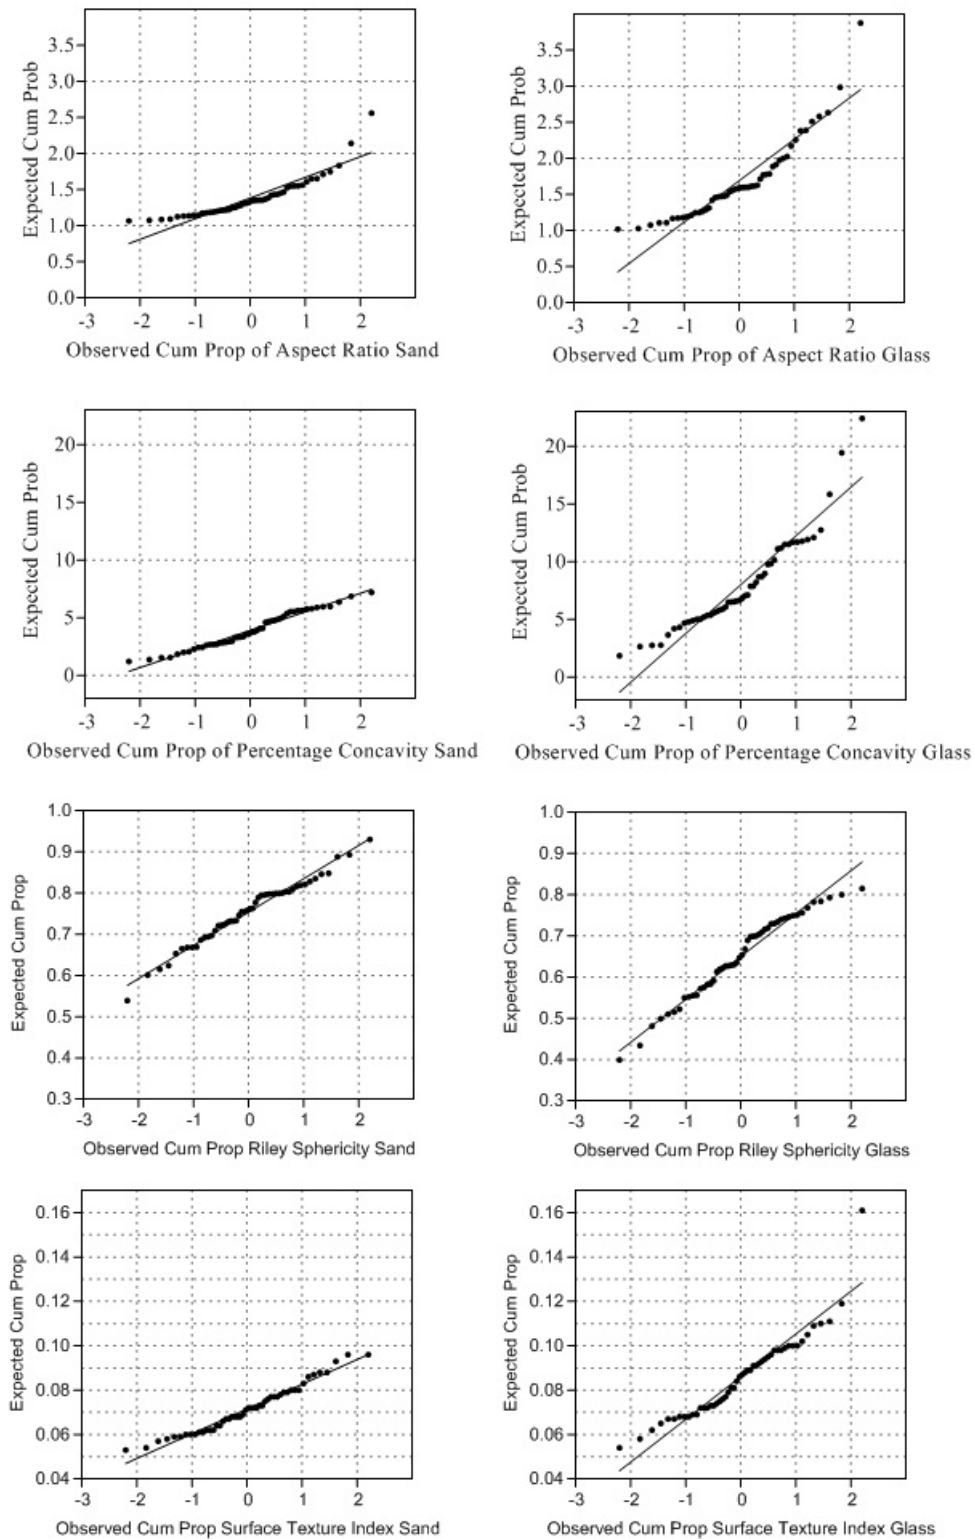 Expected Cum Prob
3.5
3.0
2.5
2.0
1.5
1.0
0.5
0.0
-3 -2 -1 0 1 2
Observed Cum Prop of Aspect Ratio Sand
Expected Cum Prob
3.5
3.0
2.5
2.0
1.5
1.0
0.5
0.0
-3 -2 -1 0 1 2
Observed Cum Prop of Aspect Ratio Glass
Expected Cum Prob
20
15
10
5
0
-3 -2 -1 0 1 2
Observed Cum Prop of Percentage Concavity Sand
Expected Cum Prob
20
15
10
5
0
-3 -2 -1 0 1 2
Observed Cum Prop of Percentage Concavity Glass
Expected Cum Prop
1.0
0.9
0.8
0.7
0.6
0.5
0.4
0.3
-3 -2 -1 0 1 2
Observed Cum Prop Riley Sphericity Sand
Expected Cum Prop
1.0
0.9
0.8
0.7
0.6
0.5
0.4
0.3
-3 -2 -1 0 1 2
Observed Cum Prop Riley Sphericity Glass
Expected Cum Prop
0.16
0.14
0.12
0.10
0.08
0.06
0.04
-3 -2 -1 0 1 2
Observed Cum Prop Surface Texture Index Sand
Expected Cum Prop
0.16
0.14
0.12
0.10
0.08
0.06
0.04
-3 -2 -1 0 1 2
Observed Cum Prop Surface Texture Index Glass